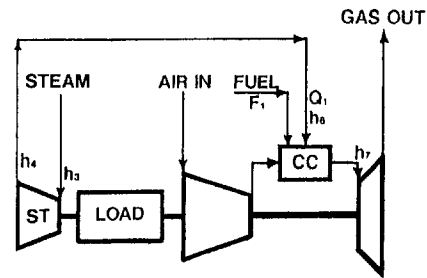 GAS OUT
STEAM
AIR IN
FUEL
F₁
Q₁
h₆
h₄
h₃
CC
h₇
ST
LOAD